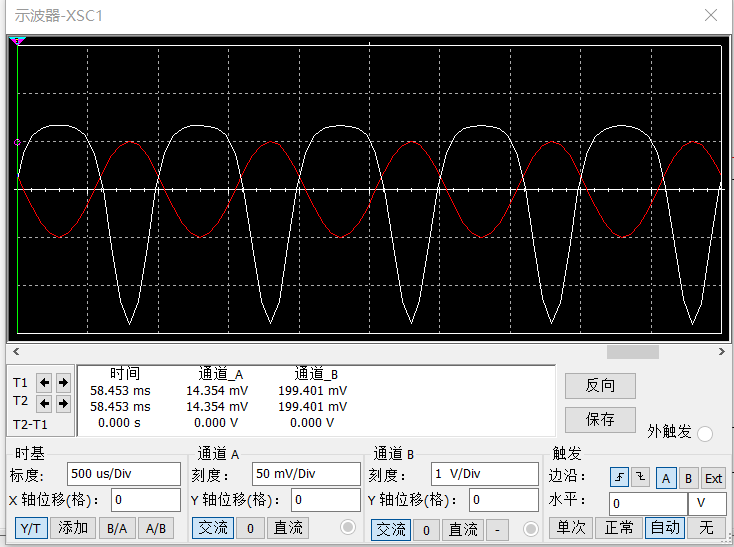 示波器-XSC1
时间 通道_A 通道_B
T1 58.453 ms 14.354 mV 199.401 mV
T2 58.453 ms 14.354 mV 199.401 mV
T2-T1 0.000 s 0.000 V 0.000 V
反向
保存
外触发
时基 通道 A 通道 B 触发
标度: 500 us/Div 刻度: 50 mV/Div 刻度: 1 V/Div 边沿: A B Ext
X 轴位移(格): 0 Y 轴位移(格): 0 Y 轴位移(格): 0 水平: 0 V
Y/T 添加 B/A A/B 交流 0 直流 交流 0 直流 - 单次 正常 自动 无